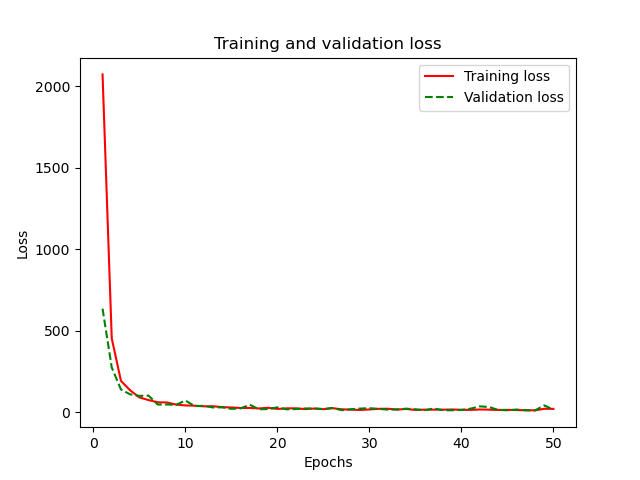 Training and validation loss
Training loss
Validation loss
2000
1500
1000
500
0
Loss
0 10 20 30 40 50
Epochs